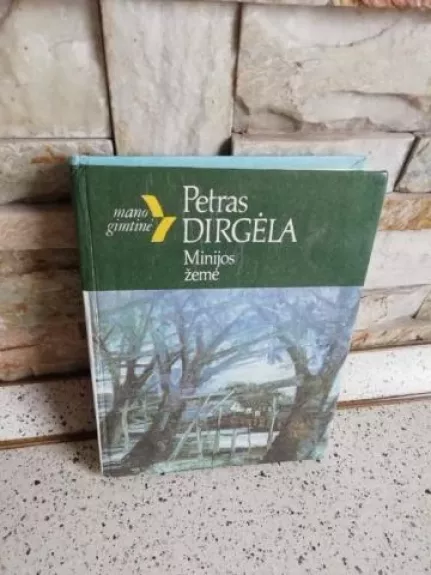 mano
gimtinė
Petras
DIRGĖLA
Minijos
žemė